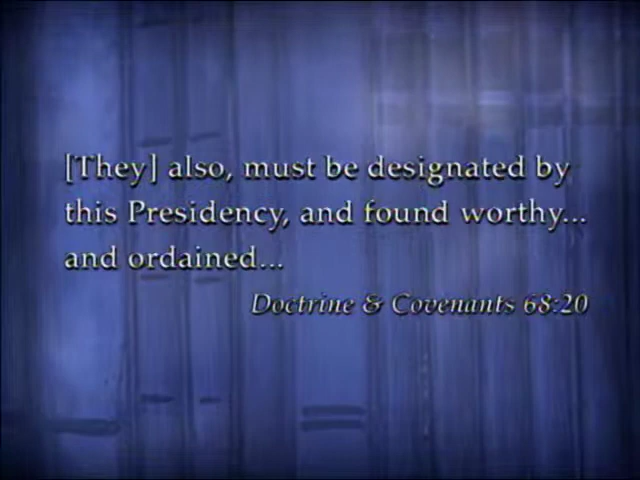 [They] also, must be designated by
this Presidency, and found worthy...
and ordained...
Doctrine & Covenants 68:20